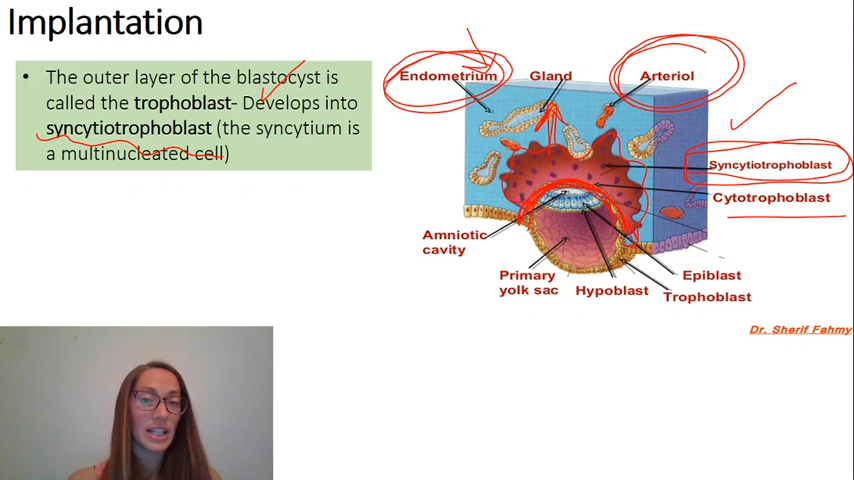 Implantation
• The outer layer of the blastocyst is
called the trophoblast- Develops into
syncytiotrophoblast (the syncytium is
a multinucleated cell)
Endometrium
Gland
Arteriol
Syncytiotrophoblast
Cytotrophoblast
Amniotic
cavity
Primary
yolk sac
Hypoblast
Epiblast
Trophoblast
Dr. Sherif Fahmy